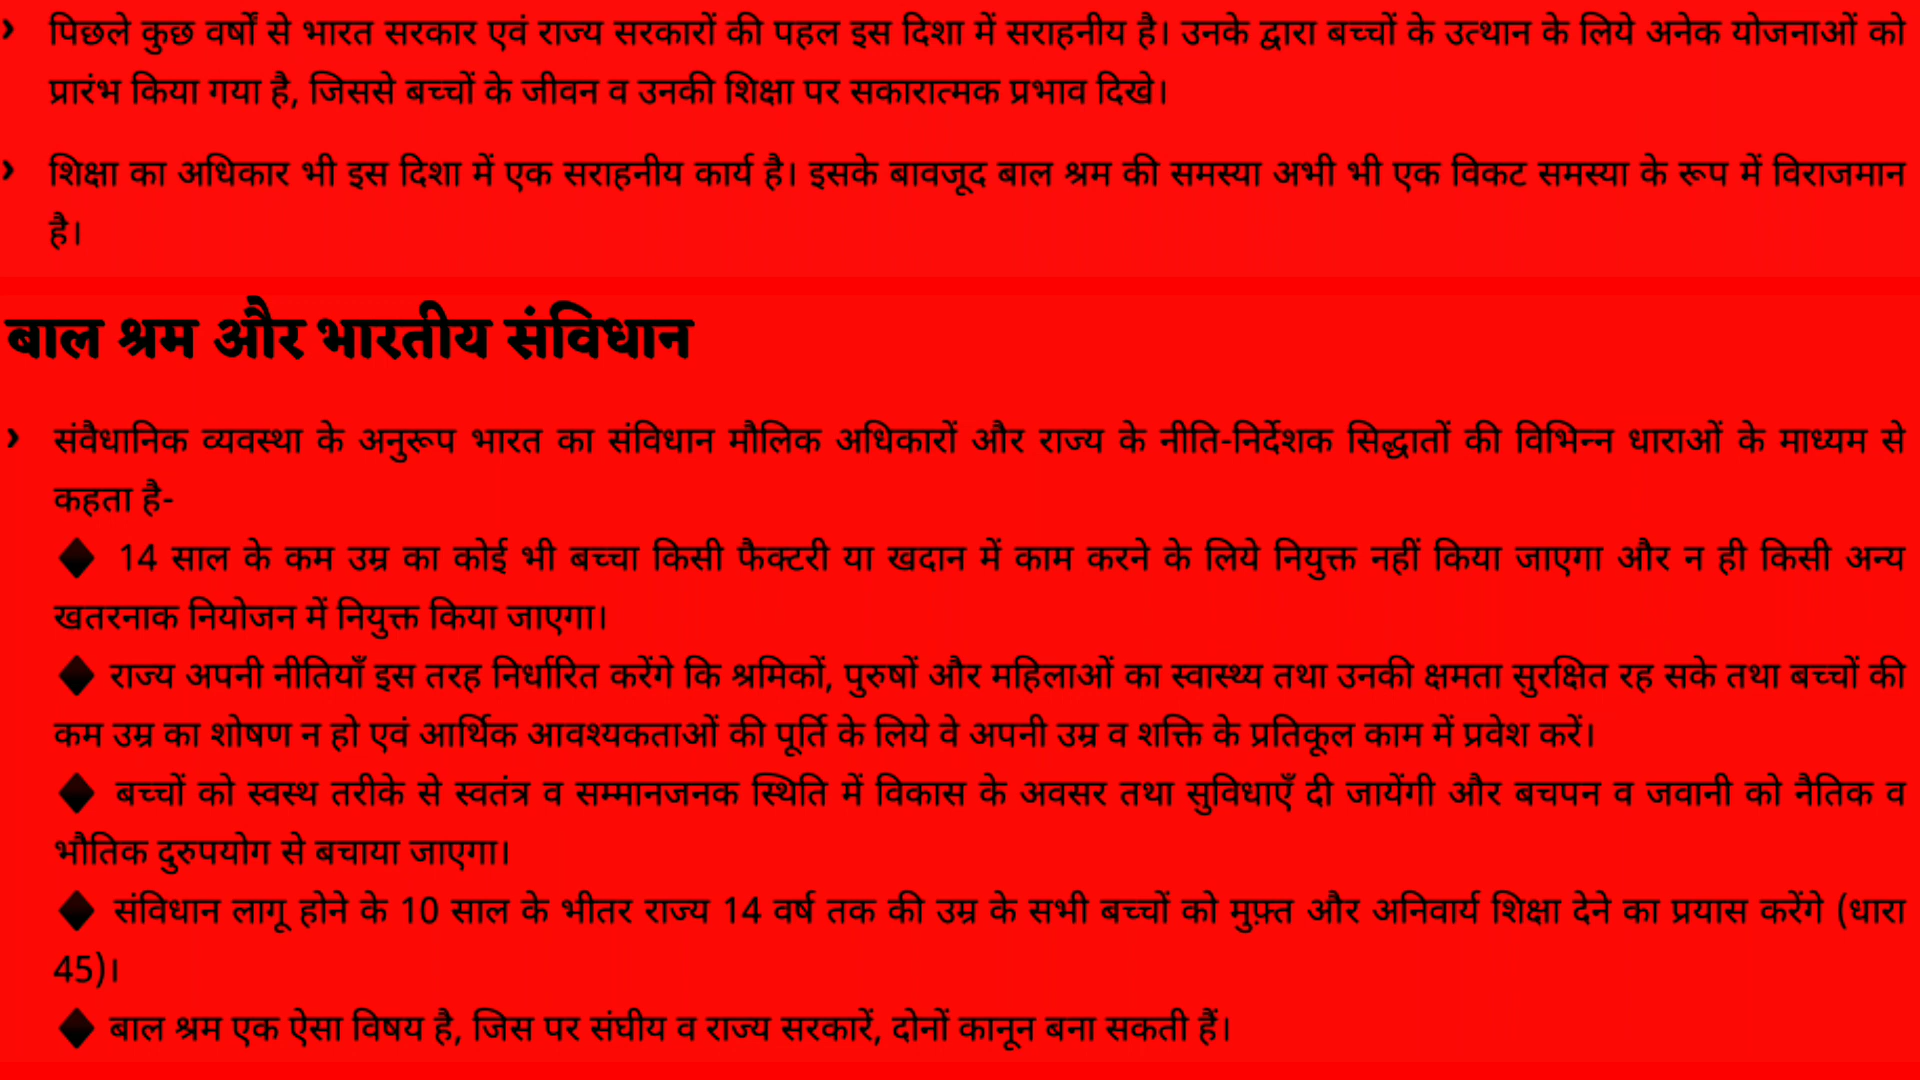 › पिछले कुछ वर्षों से भारत सरकार एवं राज्य सरकारों की पहल इस दिशा में सराहनीय है। उनके द्वारा बच्चों के उत्थान के लिये अनेक योजनाओं को
प्रारंभ किया गया है, जिससे बच्चों के जीवन व उनकी शिक्षा पर सकारात्मक प्रभाव दिखे।
› शिक्षा का अधिकार भी इस दिशा में एक सराहनीय कार्य है। इसके बावजूद बाल श्रम की समस्या अभी भी एक विकट समस्या के रूप में विराजमान
है।
बाल श्रम और भारतीय संविधान
› संवैधानिक व्यवस्था के अनुरूप भारत का संविधान मौलिक अधिकारों और राज्य के नीति-निर्देशक सिद्धातों की विभिन्न धाराओं के माध्यम से
कहता है-
◆ 14 साल के कम उम्र का कोई भी बच्चा किसी फैक्टरी या खदान में काम करने के लिये नियुक्त नहीं किया जाएगा और न ही किसी अन्य
खतरनाक नियोजन में नियुक्त किया जाएगा।
◆ राज्य अपनी नीतियाँ इस तरह निर्धारित करेंगे कि श्रमिकों, पुरुषों और महिलाओं का स्वास्थ्य तथा उनकी क्षमता सुरक्षित रह सके तथा बच्चों की
कम उम्र का शोषण न हो एवं आर्थिक आवश्यकताओं की पूर्ति के लिये वे अपनी उम्र व शक्ति के प्रतिकूल काम में प्रवेश करें।
◆ बच्चों को स्वस्थ तरीके से स्वतंत्र व सम्मानजनक स्थिति में विकास के अवसर तथा सुविधाएँ दी जायेंगी और बचपन व जवानी को नैतिक व
भौतिक दुरुपयोग से बचाया जाएगा।
◆ संविधान लागू होने के 10 साल के भीतर राज्य 14 वर्ष तक की उम्र के सभी बच्चों को मुफ़्त और अनिवार्य शिक्षा देने का प्रयास करेंगे (धारा
45)।
◆ बाल श्रम एक ऐसा विषय है, जिस पर संघीय व राज्य सरकारें, दोनों कानून बना सकती हैं।